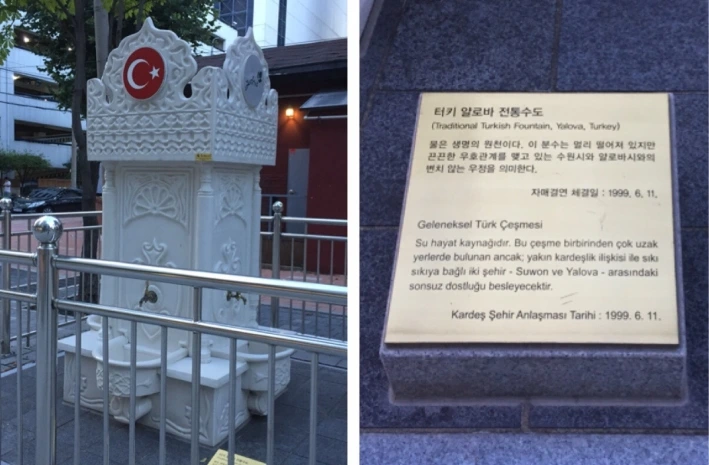 터키 얄로바 전통수도
(Traditional Turkish Fountain, Yalova, Turkey)
물은 생명의 원천이다. 이 분수는 멀리 떨어져 있지만
끈끈한 우호관계를 맺고 있는 수원시와 얄로바시와의
변치 않는 우정을 의미한다.
자매결연 체결일 : 1999. 6. 11.
Geleneksel Türk Çeşmesi
Su hayat kaynağıdır. Bu çeşme birbirinden çok uzak
yerlerde bulunan ancak; yakın kardeşlik ilişkisi ile sıkı
sıkıya bağlı iki şehir - Suwon ve Yalova - arasındaki
sonsuz dostluğu besleyecektir.
Kardeş Şehir Anlaşması Tarihi : 1999. 6. 11.